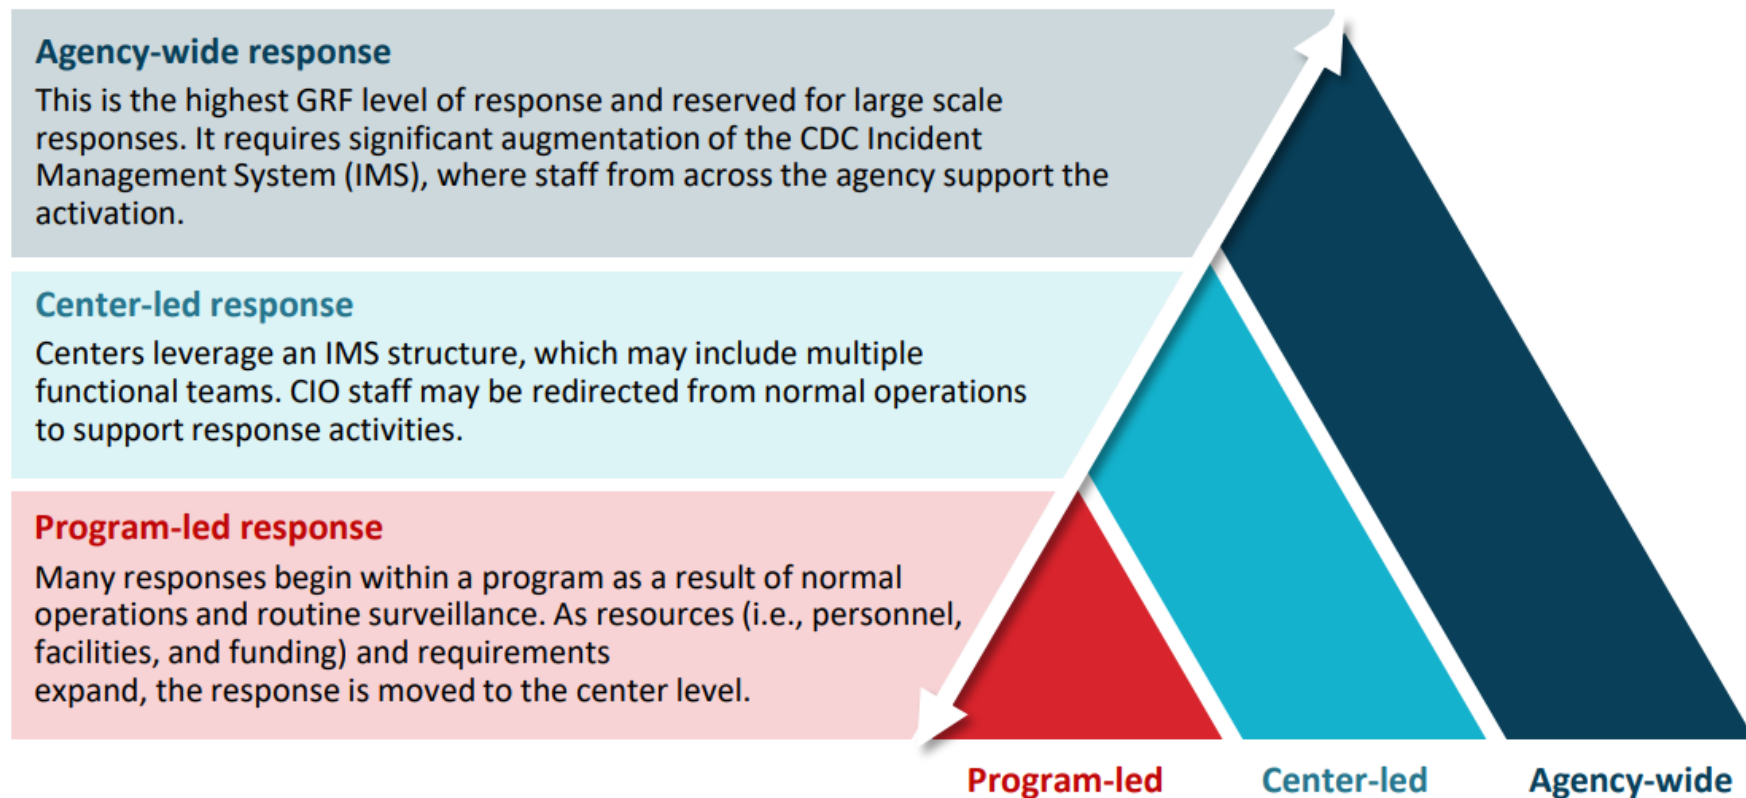 Agency-wide response
This is the highest GRF level of response and reserved for large scale
responses. It requires significant augmentation of the CDC Incident
Management System (IMS), where staff from across the agency support the
activation.
Center-led response
Centers leverage an IMS structure, which may include multiple
functional teams. CIO staff may be redirected from normal operations
to support response activities.
Program-led response
Many responses begin within a program as a result of normal
operations and routine surveillance. As resources (i.e., personnel,
facilities, and funding) and requirements
expand, the response is moved to the center level.
Program-led
Center-led
Agency-wide